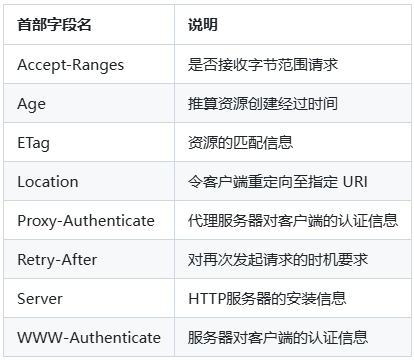 首部字段名 说明
Accept-Ranges 是否接收字节范围请求
Age 推算资源创建经过时间
ETag 资源的匹配信息
Location 令客户端重定向至指定 URI
Proxy-Authenticate 代理服务器对客户端的认证信息
Retry-After 对再次发起请求的时机要求
Server HTTP服务器的安装信息
WWW-Authenticate 服务器对客户端的认证信息